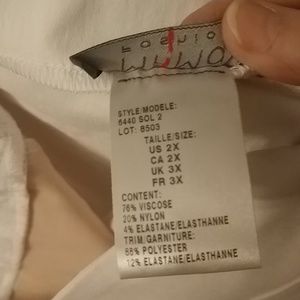 STYLE/MODELE:
6440 SOL 2
LOT: 8503
TAILLE/SIZE:
US 2X
CA 2X
UK 3X
FR 3X
CONTENT:
76% VISCOSE
20% NYLON
4% ELASTANE/ELASTHANNE
TRIM/GARNITURE:
88% POLYESTER
12% ELASTANE/ELASTHANNE